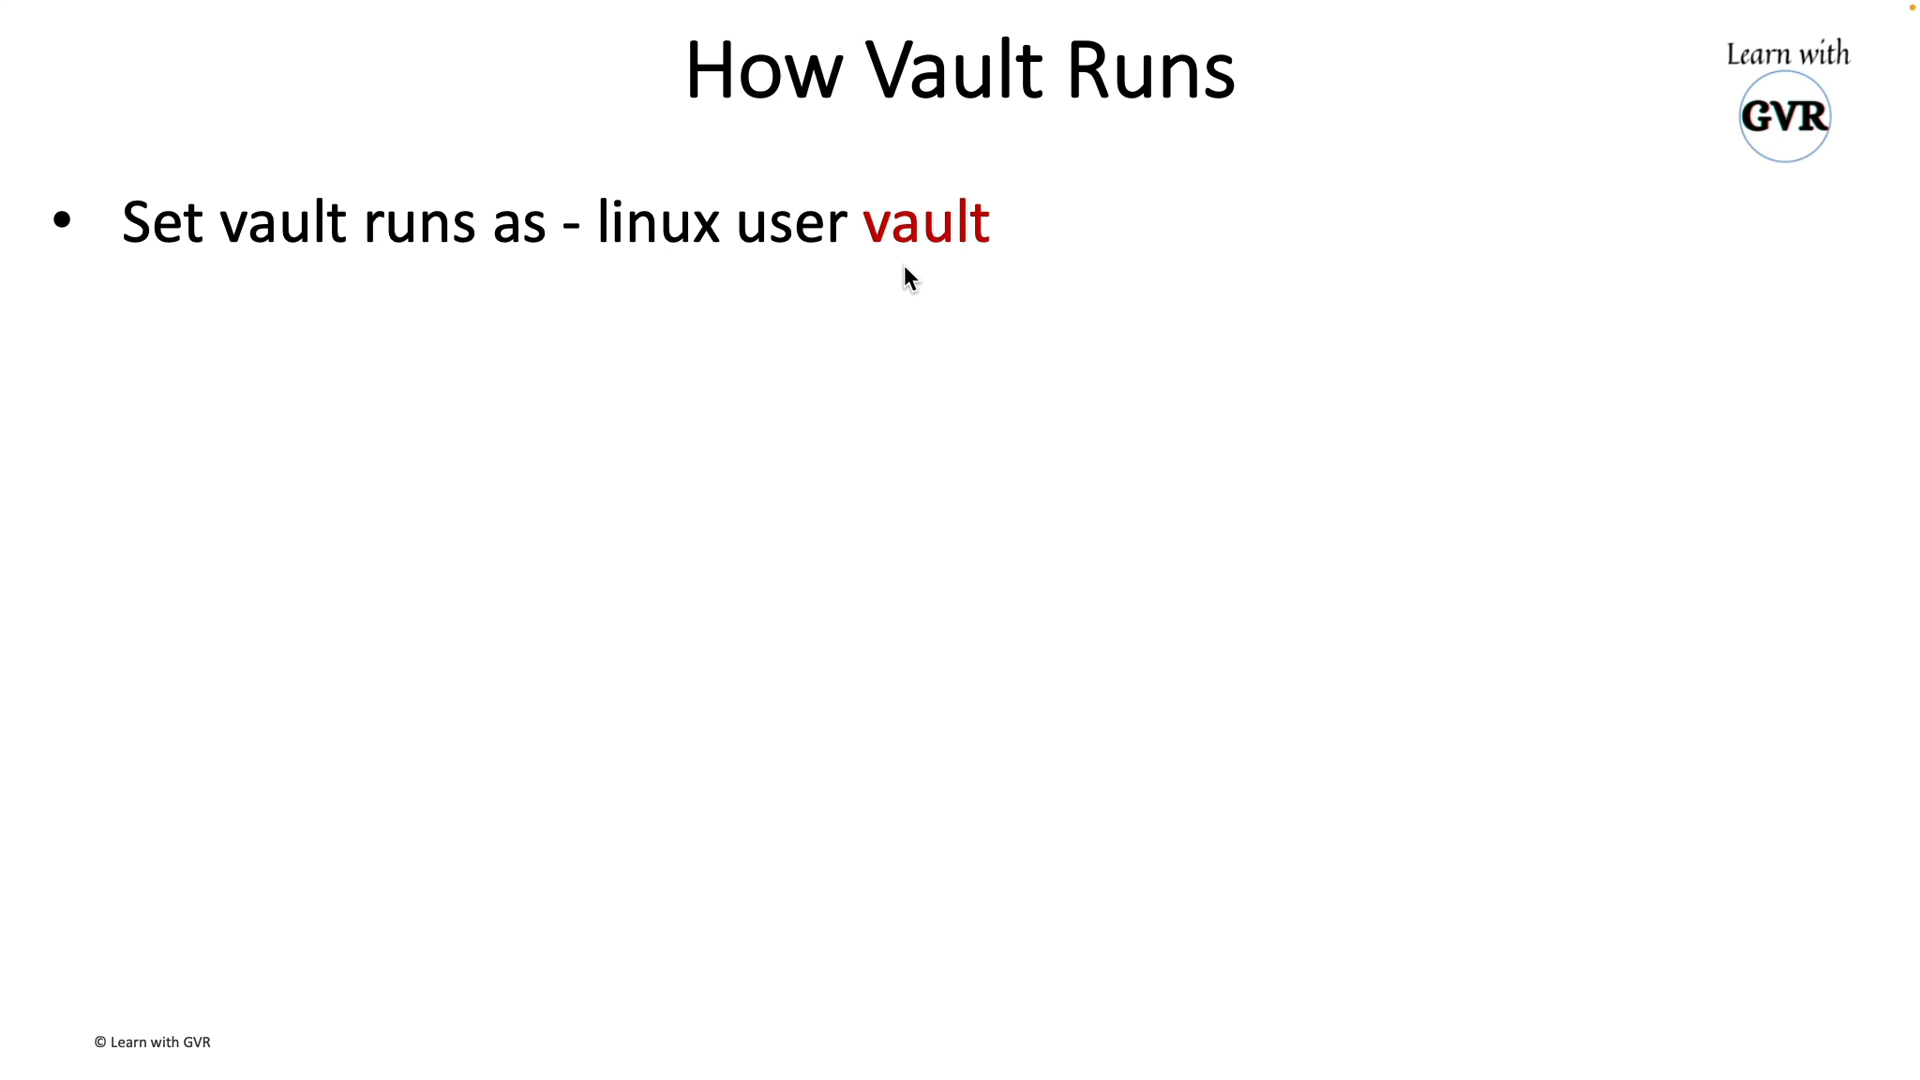 How Vault Runs
Learn with
GVR
• Set vault runs as - linux user vault
© Learn with GVR